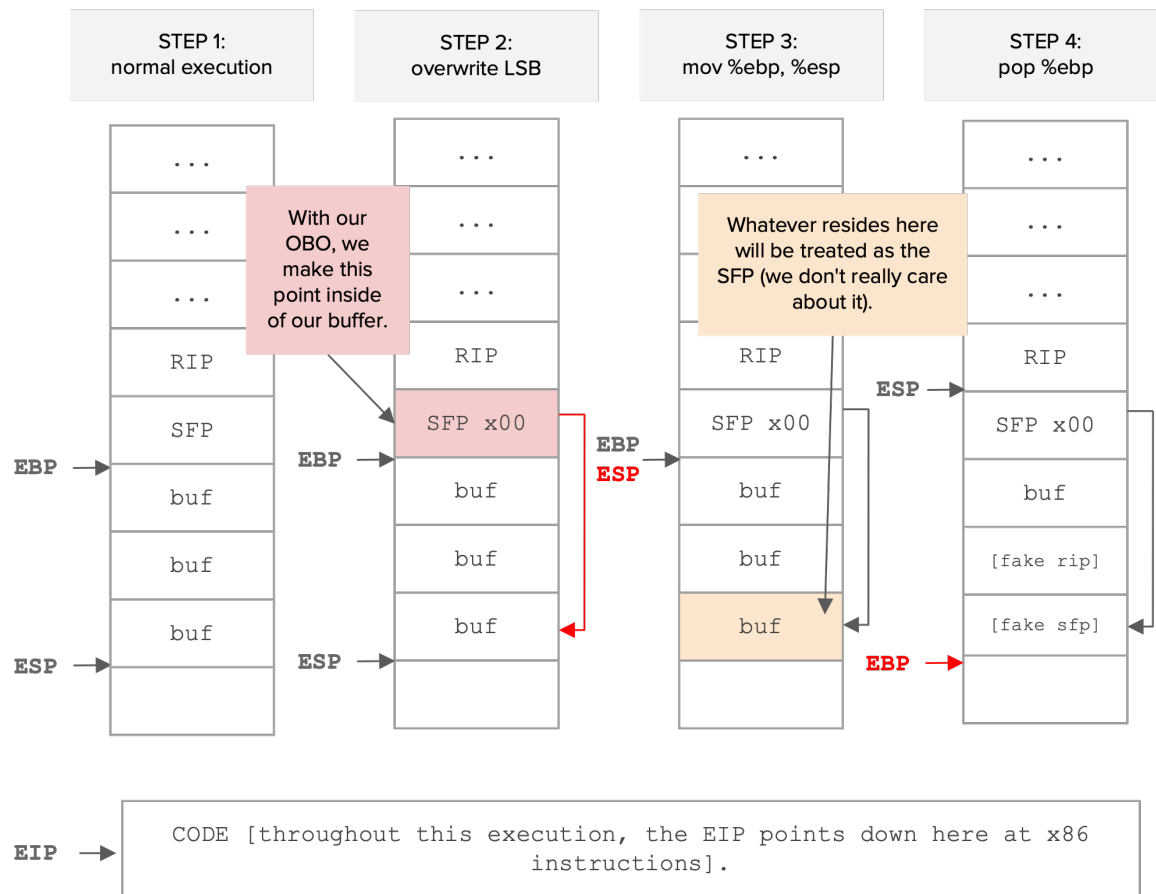 STEP 1:
normal execution
STEP 2:
overwrite LSB
STEP 3:
mov %ebp, %esp
STEP 4:
pop %ebp
...
...
...
RIP
SFP
buf
buf
buf
EBP
ESP
With our
OBO, we
make this
point inside
of our buffer.
...
...
...
RIP
SFP x00
buf
buf
buf
EBP
ESP
Whatever resides here
will be treated as the
SFP (we don't really care
about it).
...
RIP
SFP x00
buf
buf
buf
EBP
ESP
...
...
...
RIP
SFP x00
buf
[fake rip]
[fake sfp]
ESP
EBP
EIP
CODE [throughout this execution, the EIP points down here at x86
instructions].